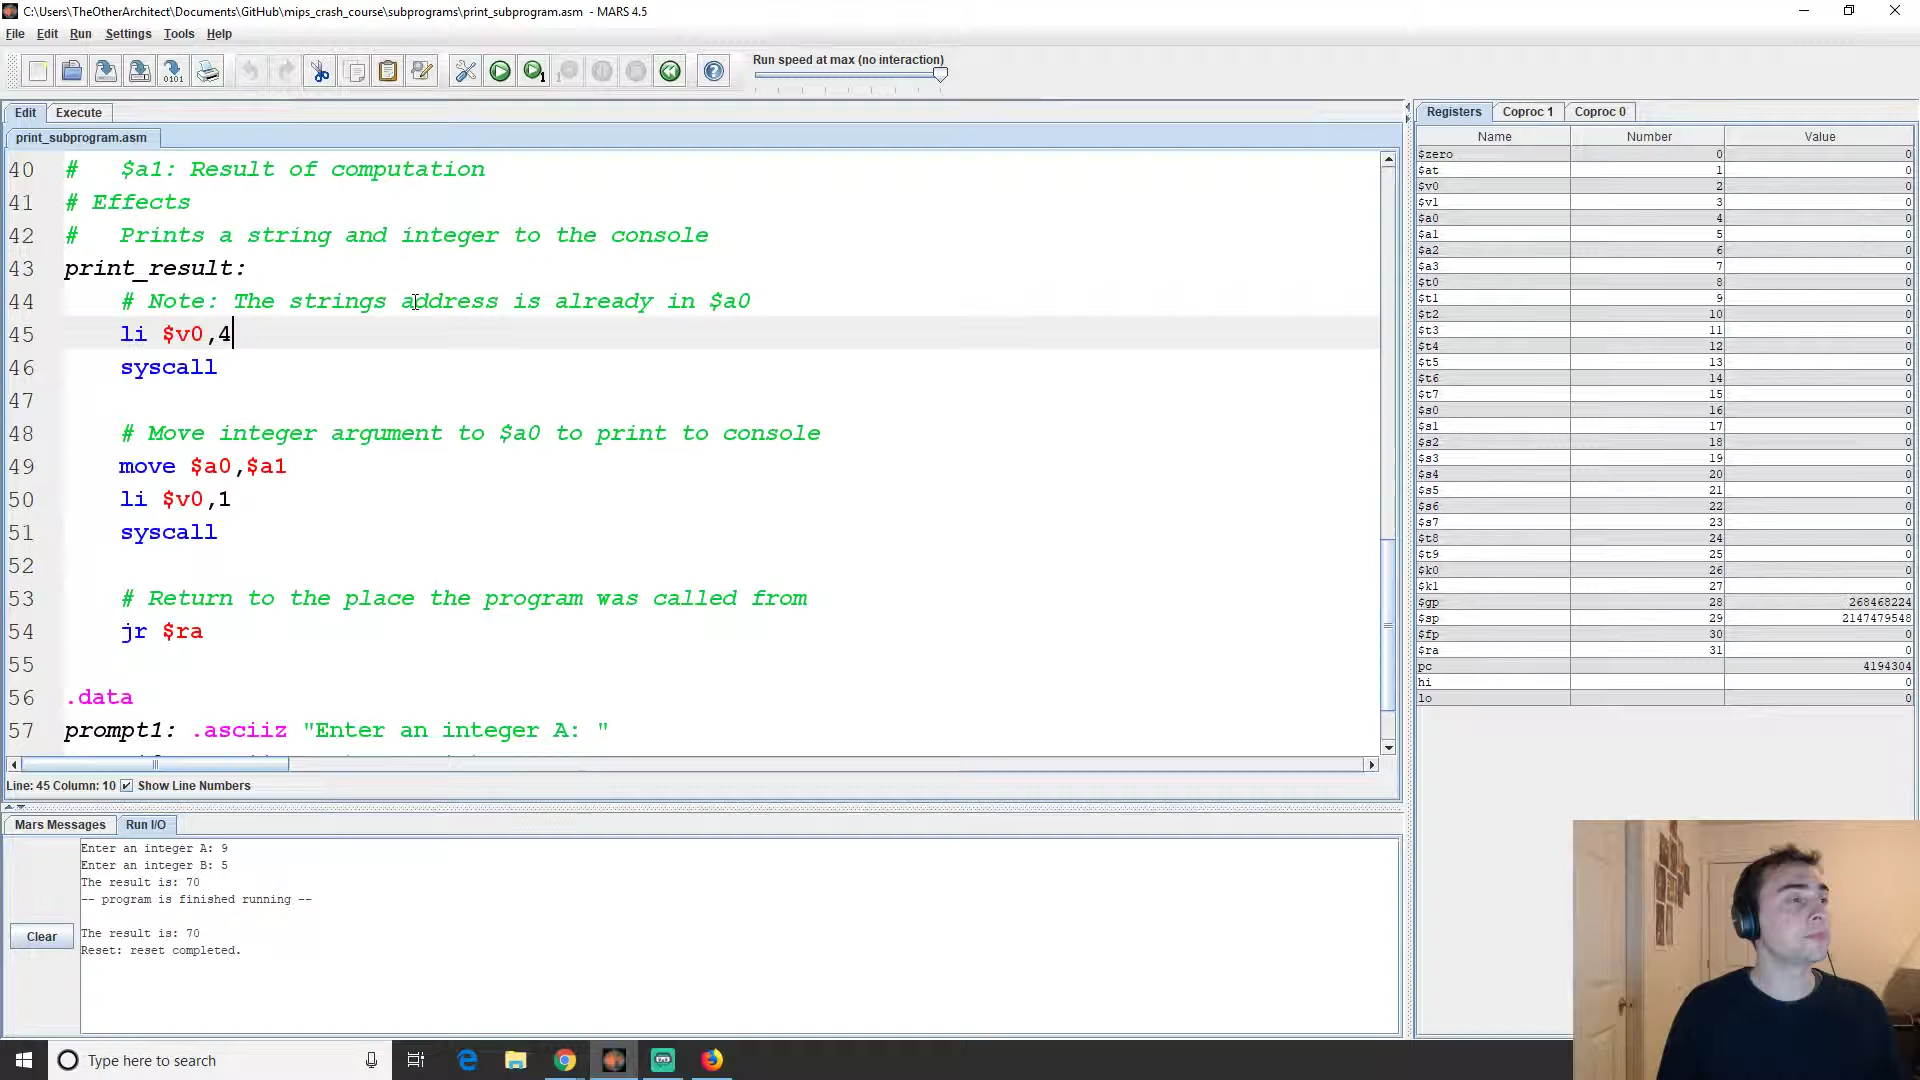 C:\Users\TheOtherArchitect\Documents\GitHub\mips_crash_course\subprograms\print_subprogram.asm - MARS 4.5
File Edit Run Settings Tools Help
Run speed at max (no interaction)
Edit Execute
print_subprogram.asm
40 # $a1: Result of computation
41 # Effects
42 # Prints a string and integer to the console
43 print_result:
44 # Note: The strings address is already in $a0
45 li $v0,4
46 syscall
47
48 # Move integer argument to $a0 to print to console
49 move $a0,$a1
50 li $v0,1
51 syscall
52
53 # Return to the place the program was called from
54 jr $ra
55
56 .data
57 prompt1: .asciiz "Enter an integer A: "
Line: 45 Column: 10 Show Line Numbers
Mars Messages Run I/O
Enter an integer A: 9
Enter an integer B: 5
The result is: 70
-- program is finished running --
The result is: 70
Reset: reset completed.
Clear
Registers Coproc 1 Coproc 0
Name Number Value
$zero 0 0
$at 1 0
$v0 2 0
$v1 3 0
$a0 4 0
$a1 5 0
$a2 6 0
$a3 7 0
$t0 8 0
$t1 9 0
$t2 10 0
$t3 11 0
$t4 12 0
$t5 13 0
$t6 14 0
$t7 15 0
$s0 16 0
$s1 17 0
$s2 18 0
$s3 19 0
$s4 20 0
$s5 21 0
$s6 22 0
$s7 23 0
$t8 24 0
$t9 25 0
$k0 26 0
$k1 27 0
$gp 28 268468224
$sp 29 2147479548
$fp 30 0
$ra 31 0
pc 4194304
hi 0
lo 0
Type here to search